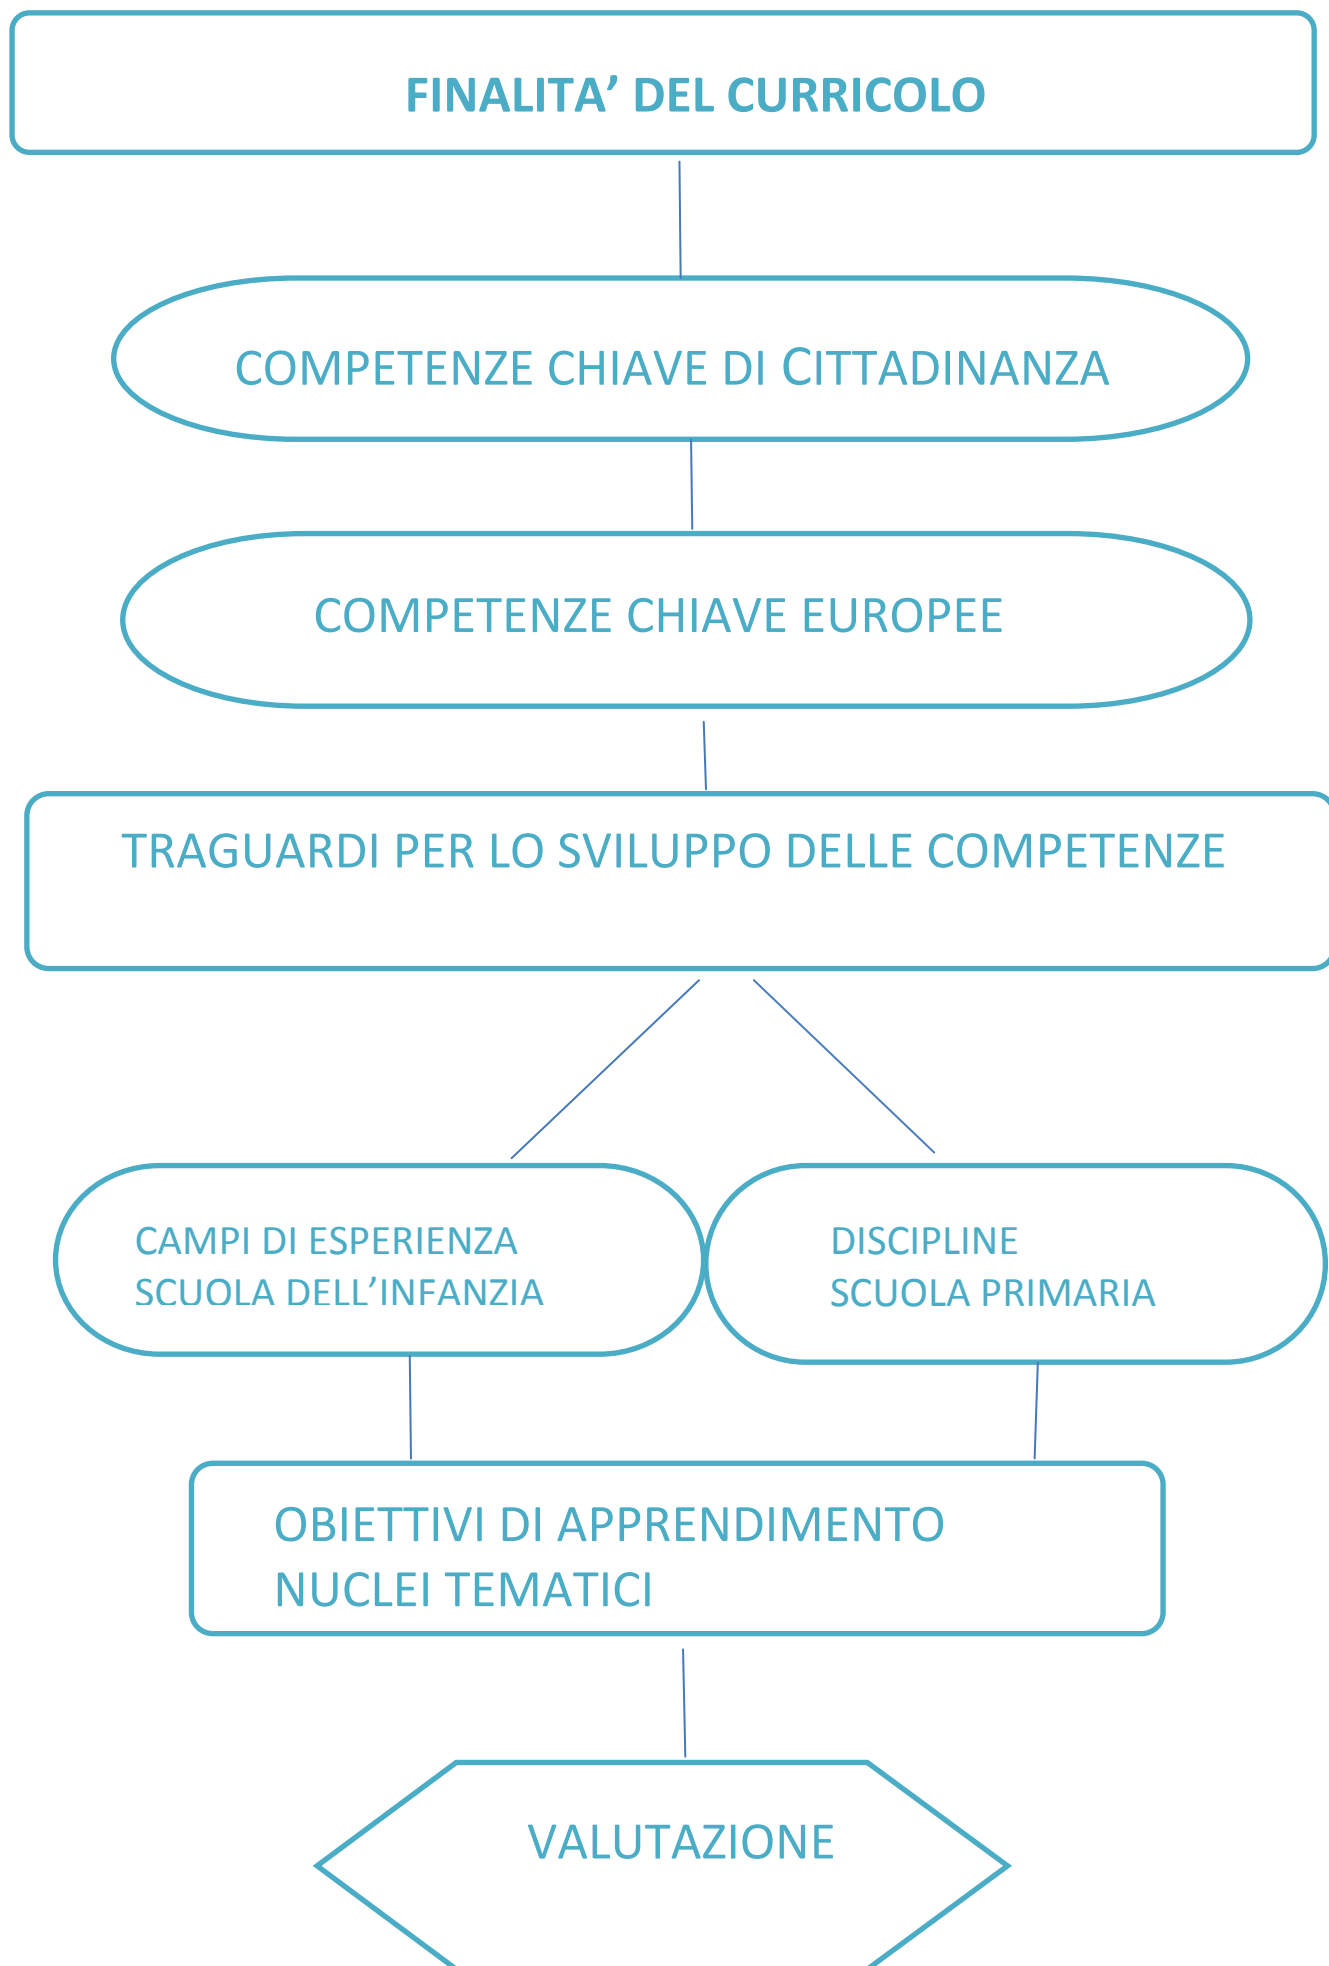 FINALITA’ DEL CURRICOLO
COMPETENZE CHIAVE DI CITTADINANZA
COMPETENZE CHIAVE EUROPEE
TRAGUARDI PER LO SVILUPPO DELLE COMPETENZE
CAMPI DI ESPERIENZA
SCUOLA DELL’INFANZIA
DISCIPLINE
SCUOLA PRIMARIA
OBIETTIVI DI APPRENDIMENTO
NUCLEI TEMATICI
VALUTAZIONE